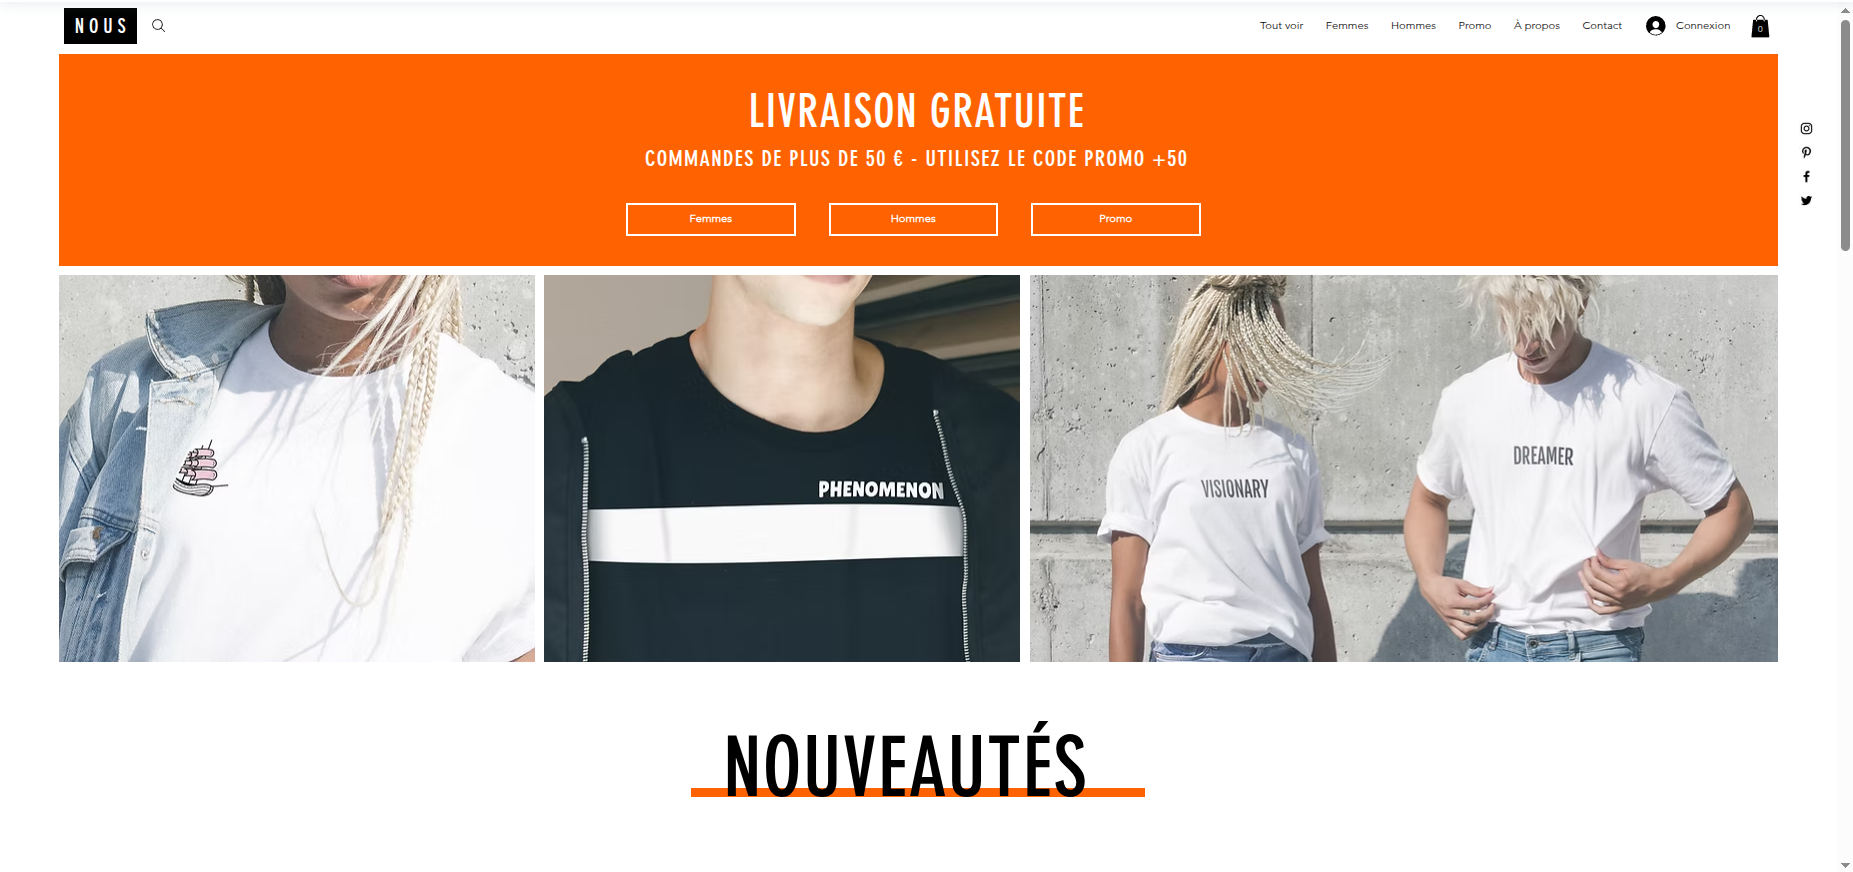 NOUS
Tout voir Femmes Hommes Promo À propos Contact Connexion 0
LIVRAISON GRATUITE
COMMANDES DE PLUS DE 50 € - UTILISEZ LE CODE PROMO +50
Femmes Hommes Promo
PHENOMENON
VISIONARY
DREAMER
NOUVEAUTÉS